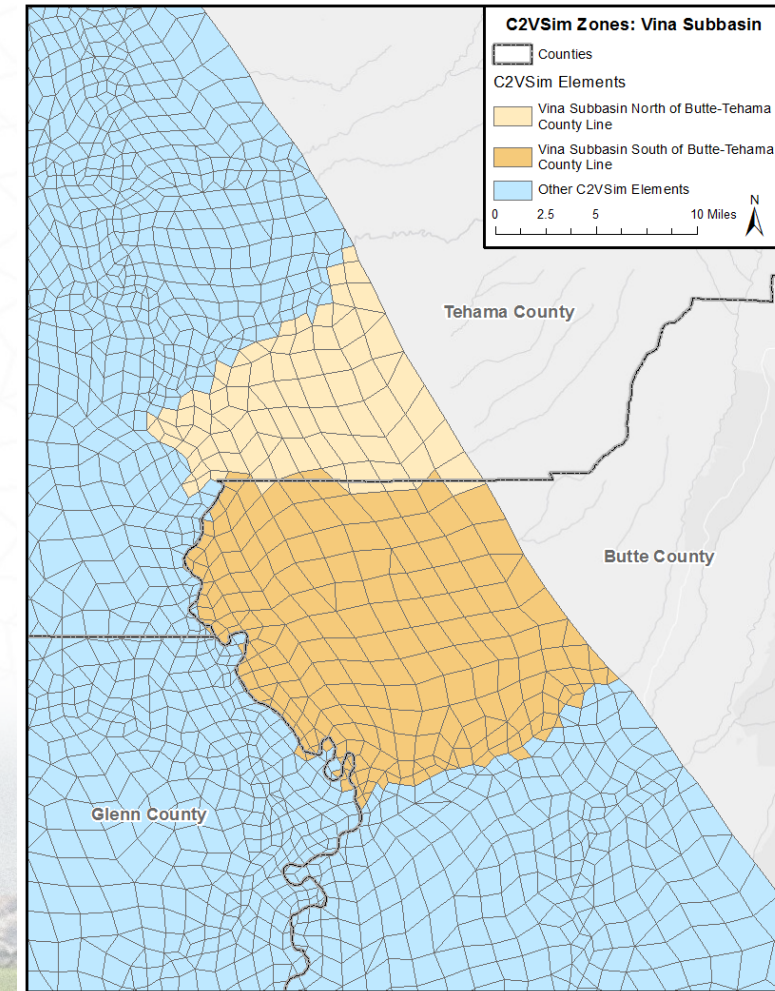 C2VSim Zones: Vina Subbasin
Counties
C2VSim Elements
Vina Subbasin North of Butte-Tehama
County Line
Vina Subbasin South of Butte-Tehama
County Line
Other C2VSim Elements
N
0 2.5 5 10 Miles
Tehama County
Butte County
Glenn County